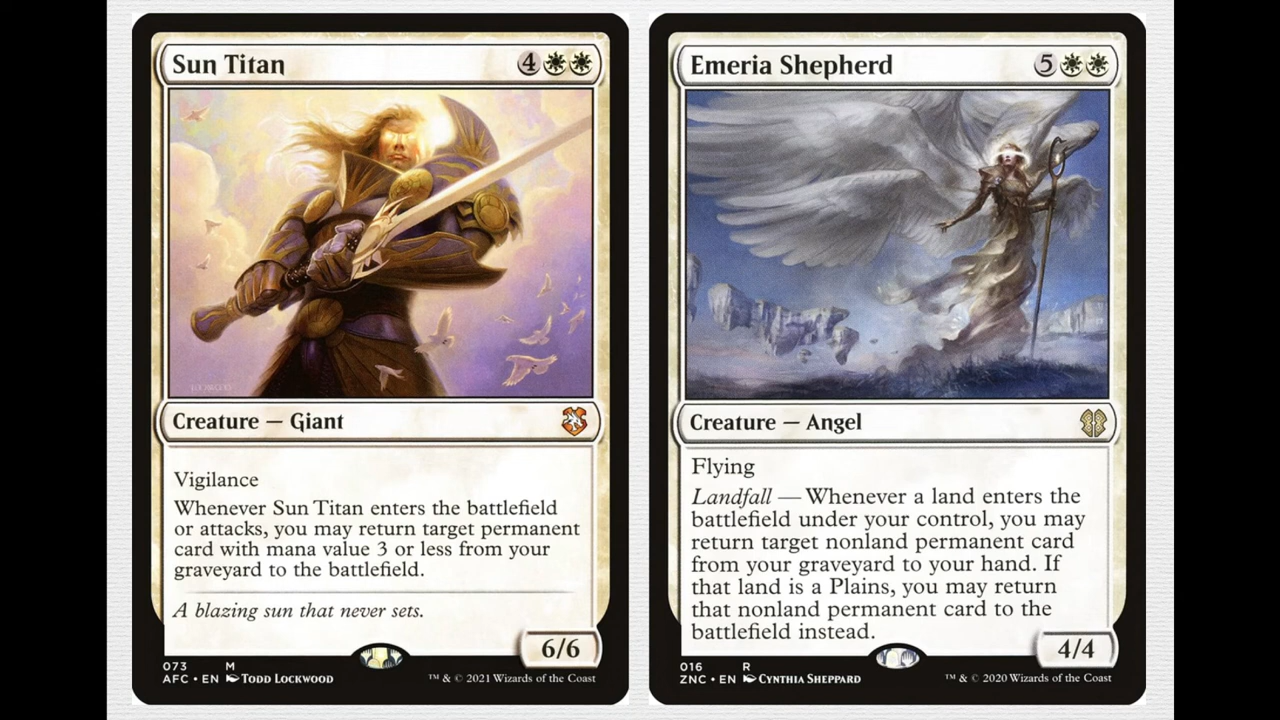 Sun Titan 4
Creature — Giant
Vigilance
Whenever Sun Titan enters the battlefield
or attacks, you may return target permanent
card with mana value 3 or less from your
graveyard to the battlefield.
A blazing sun that never sets.
6/6
073 M
AFC • EN TODD LOCKWOOD
™ & © 2021 Wizards of the Coast
Emeria Shepherd 5
Creature — Angel
Flying
Landfall — Whenever a land enters the
battlefield under your control, you may
return target nonland permanent card
from your graveyard to your hand. If
that land is a Plains, you may return
that nonland permanent card to the
battlefield instead.
4/4
016 R
ZNC • EN CYNTHIA SHEPPARD
™ & © 2020 Wizards of the Coast